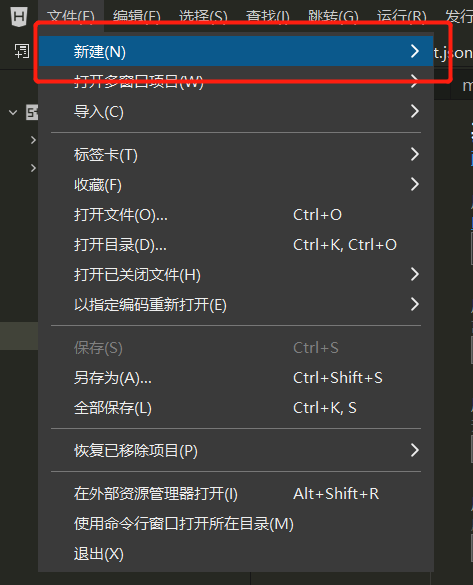 文件(F) 编辑(E) 选择(S) 查找(I) 跳转(G) 运行(R) 发行
新建(N)
t.json
打开多窗口项目(W)
m
导入(C)
标签卡(T)
收藏(F)
打开文件(O)... Ctrl+O
打开目录(D)... Ctrl+K, Ctrl+O
打开已关闭文件(H)
以指定编码重新打开(E)
保存(S) Ctrl+S
另存为(A)... Ctrl+Shift+S
全部保存(L) Ctrl+K, S
恢复已移除项目(P)
在外部资源管理器打开(I) Alt+Shift+R
使用命令行窗口打开所在目录(M)
退出(X)